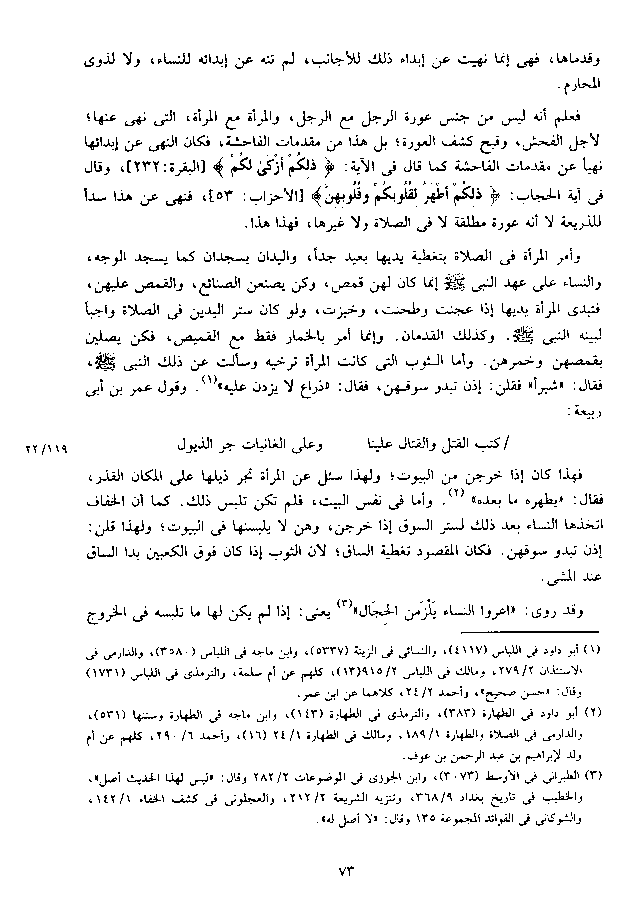 وقدماها، فهى إنما نهيت عن إبداء ذلك للأجانب، لم تنه عن إبدائه للنساء، ولا لذوى
المحارم.
فعلم أنه ليس من جنس عورة الرجل مع الرجل، والمرأة مع المرأة، التى نهى عنها؛
لأجل الفحش، وقبح كشف العورة؛ بل هذا من مقدمات الفاحشة، فكان النهى عن إبدائها
نهياً عن مقدمات الفاحشة كما قال فى الآية: ﴿ ذَلِكُمْ أَزْكَىٰ لَكُمْ ﴾ [البقرة: ٢٣٢]، وقال
فى آية الحجاب: ﴿ ذَلِكُمْ أَطْهَرُ لِقُلُوبِكُمْ وَقُلُوبِهِنَّ ﴾ [الأحزاب: ٥٣]، فنهى عن هذا سداً
للذريعة لا أنه عورة مطلقة لا فى الصلاة ولا غيرها، فهذا هذا.
وأمر المرأة فى الصلاة بتغطية يديها بعيد جداً، واليدان يسجدان كما يسجد الوجه،
والنساء على عهد النبى ﷺ إنما كان لهن قمص، وكن يصنعن الصنائع، والقمص عليهن،
فتبدى المرأة يديها إذا عجنت وطحنت، وخبزت، ولو كان ستر اليدين فى الصلاة واجباً
لبينه النبى ﷺ. وكذلك القدمان. وإنما أمر بالخمار فقط مع القميص، فكن يصلين
بقمصهن وخمرهن. وأما الثوب التى كانت المرأة ترخيه وسألت عن ذلك النبى ﷺ،
فقال: «شبراً» فقلن: إذن تبدو سوقهن، فقال: «ذراع لا يزدن عليه»(١). وقول عمر بن أبى
ربيعة:
/ كتب القتل والقتال علينا وعلى الغانيات جر الذيول
٢٢/١١٩
فهذا كان إذا خرجن من البيوت؛ ولهذا سئل عن المرأة تجر ذيلها على المكان القذر،
فقال: «يطهره ما بعده» (٢). وأما فى نفس البيت، فلم تكن تلبس ذلك. كما أن الخفاف
اتخذها النساء بعد ذلك لستر السوق إذا خرجن، وهن لا يلبسنها فى البيوت؛ ولهذا قلن:
إذن تبدو سوقهن. فكان المقصود تغطية الساق؛ لأن الثوب إذا كان فوق الكعبين بدا الساق
عند المشى.
وقد روى: «اعروا النساء يَلْزَمن الحِجَال»(٣) يعنى: إذا لم يكن لها ما تلبسه فى الخروج
(١) أبو داود فى اللباس (٤١١٧)، والنسائى فى الزينة (٥٣٣٧)، وابن ماجه فى اللباس (٣٥٨٠)، والدارمى فى
الاستئذان ٢/ ٢٧٩، ومالك فى اللباس ٢/ ٩١٥(١٣)، كلهم عن أم سلمة، والترمذى فى اللباس (١٧٣١)
وقال: «حسن صحيح»، وأحمد ٢/ ٢٤، كلاهما عن ابن عمر.
(٢) أبو داود فى الطهارة (٣٨٣)، والترمذى فى الطهارة (١٤٣)، وابن ماجه فى الطهارة وسننها (٥٣١)،
والدارمى فى الصلاة والطهارة ١/ ١٨٩، ومالك فى الطهارة ١/ ٢٤ (١٦)، وأحمد ٦/ ٢٩٠، كلهم عن أم
ولد لإبراهيم بن عبد الرحمن بن عوف.
(٣) الطبرانى فى الأوسط (٣٠٧٣)، وابن الجوزى فى الموضوعات ٢/ ٢٨٢ وقال: «ليس لهذا الحديث أصل»،
والخطيب فى تاريخ بغداد ٩/ ٣٦٨، وتنزيه الشريعة ٢/ ٢١٢، والعجلونى فى كشف الخفاء ١/ ١٤٢،
والشوكانى فى الفوائد المجموعة ١٣٥ وقال: «لا أصل له».
٧٣